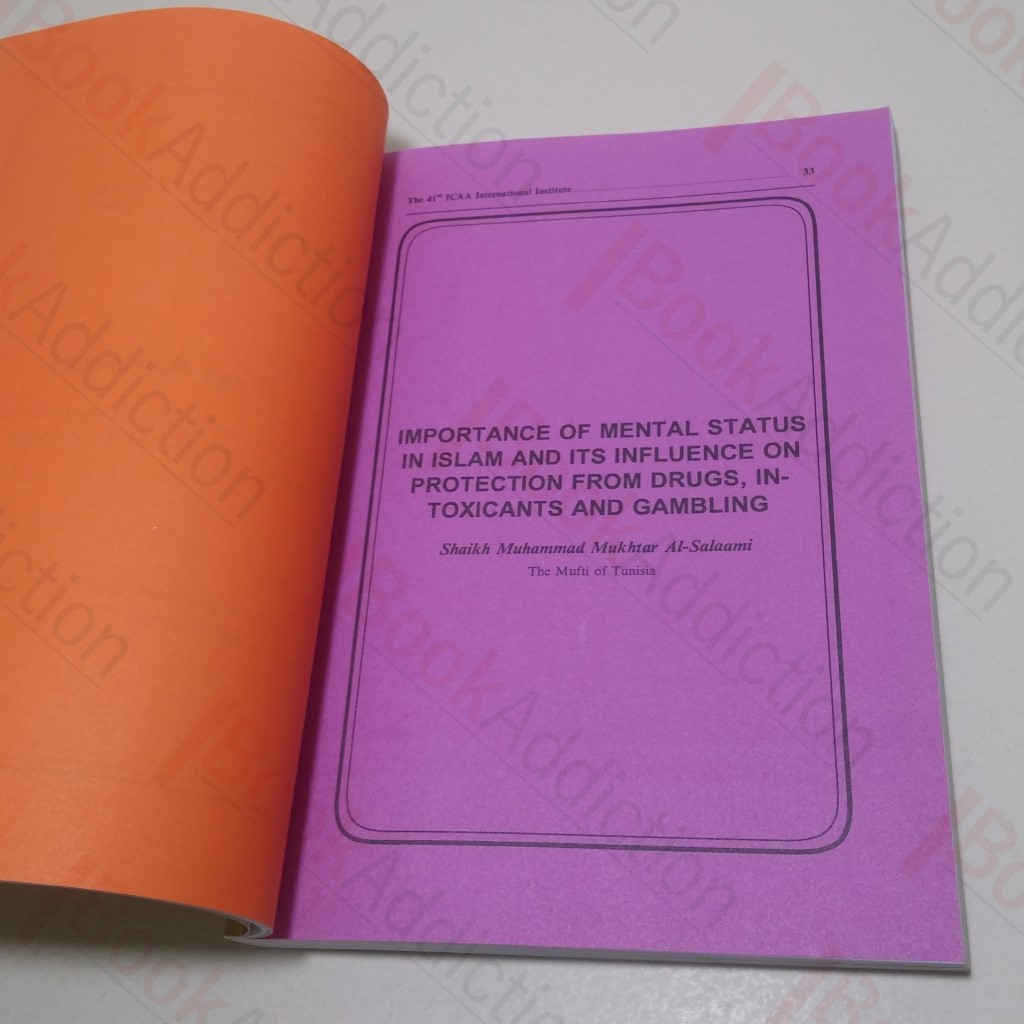 The 41st ICAA International Institute
33
IMPORTANCE OF MENTAL STATUS
IN ISLAM AND ITS INFLUENCE ON
PROTECTION FROM DRUGS, IN-
TOXICANTS AND GAMBLING
Shaikh Muhammad Mukhtar Al-Salaami
The Mufti of Tunisia
BookAddiction